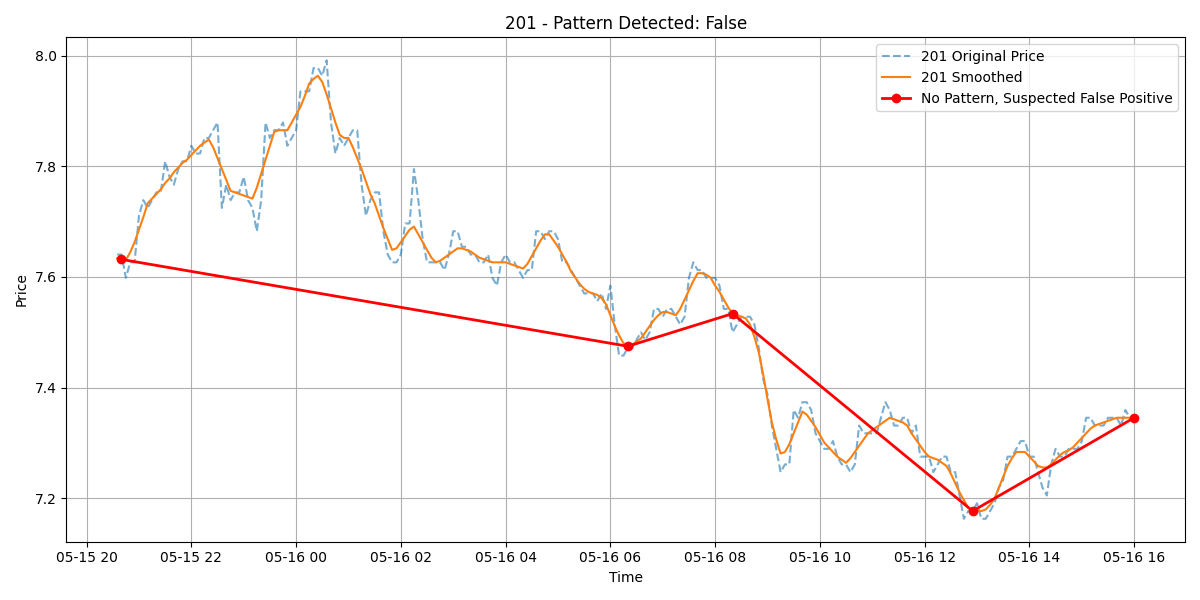 201 - Pattern Detected: False
201 Original Price
201 Smoothed
No Pattern, Suspected False Positive
Price
8.0
7.8
7.6
7.4
7.2
05-15 20 05-15 22 05-16 00 05-16 02 05-16 04 05-16 06 05-16 08 05-16 10 05-16 12 05-16 14 05-16 16
Time